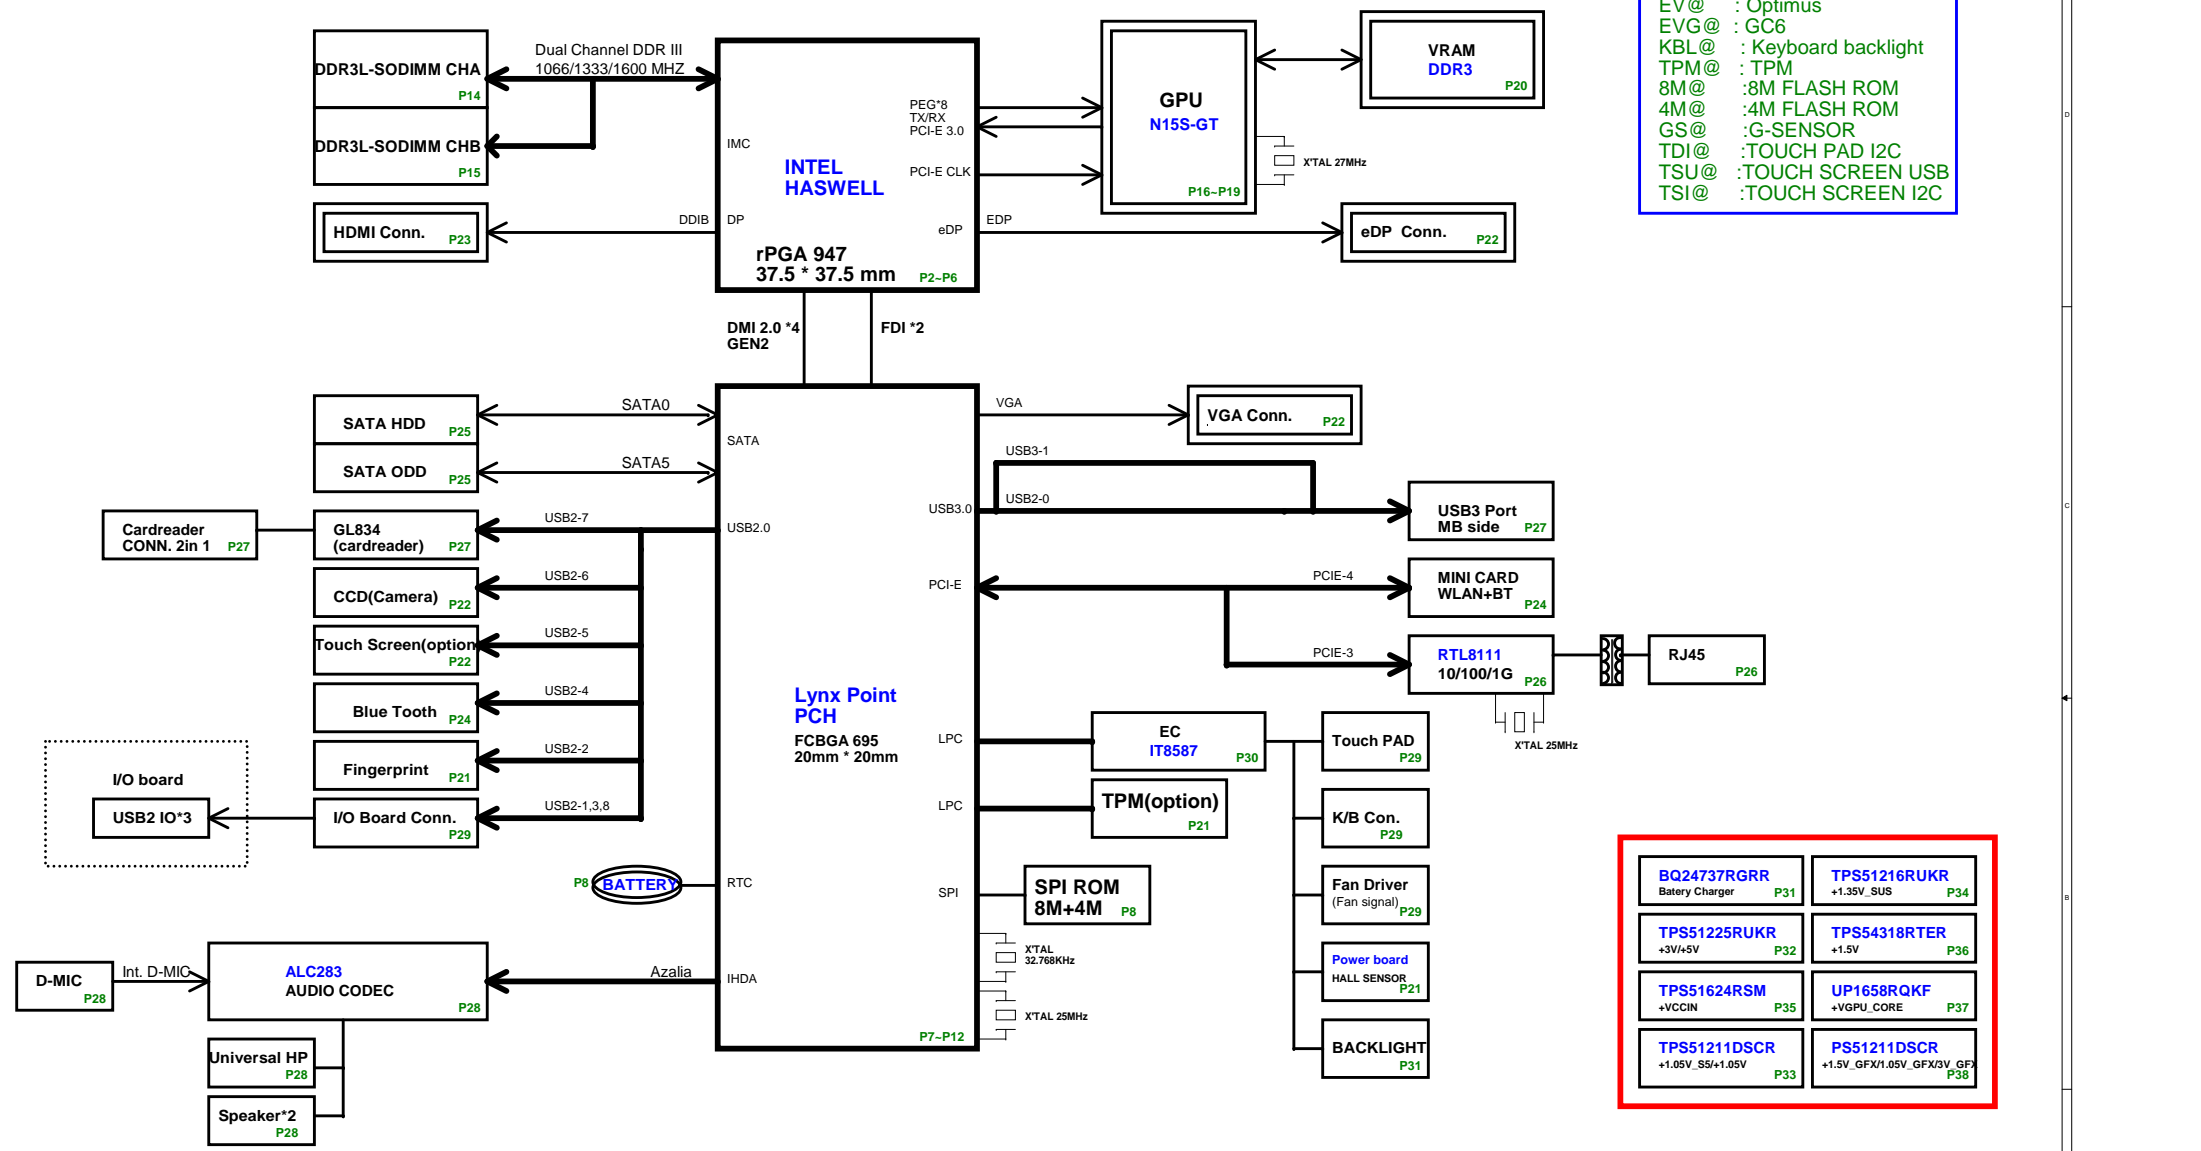 EV@ : Optimus
EVG@ : GC6
KBL@ : Keyboard backlight
TPM@ : TPM
8M@ :8M FLASH ROM
4M@ :4M FLASH ROM
GS@ :G-SENSOR
TDI@ :TOUCH PAD I2C
TSU@ :TOUCH SCREEN USB
TSI@ :TOUCH SCREEN I2C
DDR3L-SODIMM CHA
P14
DDR3L-SODIMM CHB
P15
Dual Channel DDR III
1066/1333/1600 MHZ
HDMI Conn.
P23
DDIB
IMC
DP
INTEL
HASWELL
rPGA 947
37.5 * 37.5 mm
P2~P6
PEG*8
TX/RX
PCI-E 3.0
PCI-E CLK
eDP
EDP
GPU
N15S-GT
P16~P19
VRAM
DDR3
P20
X'TAL 27MHz
eDP Conn.
P22
DMI 2.0 *4
GEN2
FDI *2
SATA HDD
P25
SATA ODD
P25
SATA0
SATA5
SATA
Cardreader
CONN. 2in 1
P27
GL834
(cardreader)
P27
USB2-7
USB2.0
CCD(Camera)
P22
USB2-6
Touch Screen(option
P22
USB2-5
Blue Tooth
P24
USB2-4
Fingerprint
P21
USB2-2
I/O board
USB2 IO*3
I/O Board Conn.
P29
USB2-1,3,8
P8
BATTERY
RTC
D-MIC
P28
Int. D-MIC
ALC283
AUDIO CODEC
P28
Azalia
IHDA
Universal HP
P28
Speaker*2
P28
Lynx Point
PCH
FCBGA 695
20mm * 20mm
P7~P12
VGA
VGA Conn.
P22
USB3-1
USB2-0
USB3.0
USB3 Port
MB side
P27
PCI-E
PCIE-4
MINI CARD
WLAN+BT
P24
PCIE-3
RTL8111
10/100/1G
P26
RJ45
P26
X'TAL 25MHz
LPC
EC
IT8587
P30
LPC
TPM(option)
P21
SPI
SPI ROM
8M+4M
P8
X'TAL
32.768KHz
X'TAL 25MHz
Touch PAD
P29
K/B Con.
P29
Fan Driver
(Fan signal)
P29
Power board
HALL SENSOR
P21
BACKLIGHT
P31
BQ24737RGRR
Batery Charger
P31
TPS51216RUKR
+1.35V_SUS
P34
TPS51225RUKR
+3V/+5V
P32
TPS54318RTER
+1.5V
P36
TPS51624RSM
+VCCIN
P35
UP1658RQKF
+VGPU_CORE
P37
TPS51211DSCR
+1.05V_S5/+1.05V
P33
PS51211DSCR
+1.5V_GFX/1.05V_GFX/3V_GFX
P38
D
C
B